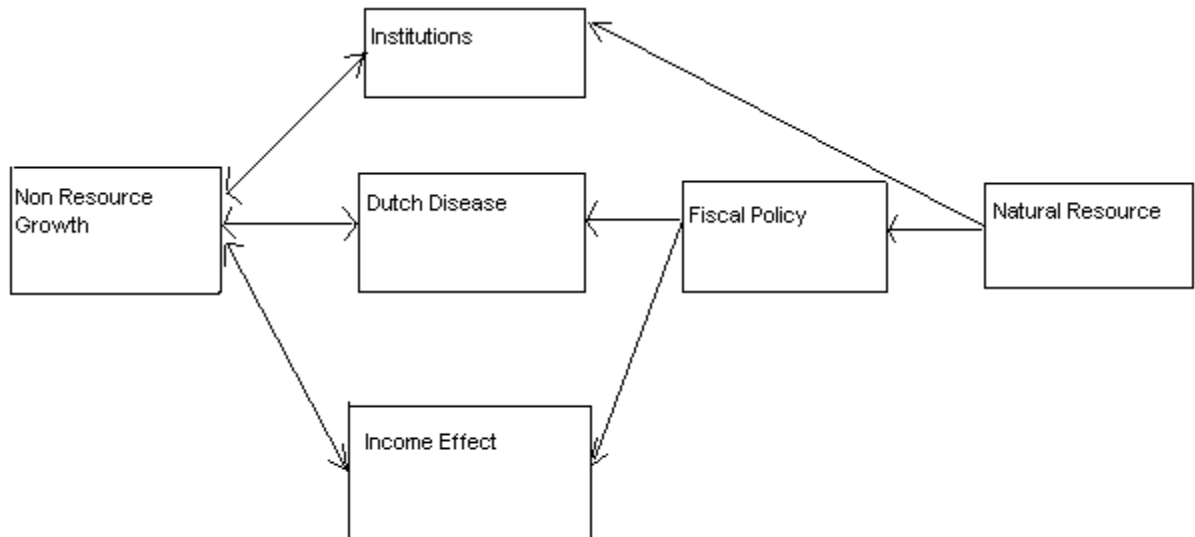 Institutions
Non Resource
Growth
Dutch Disease
Fiscal Policy
Natural Resource
Income Effect